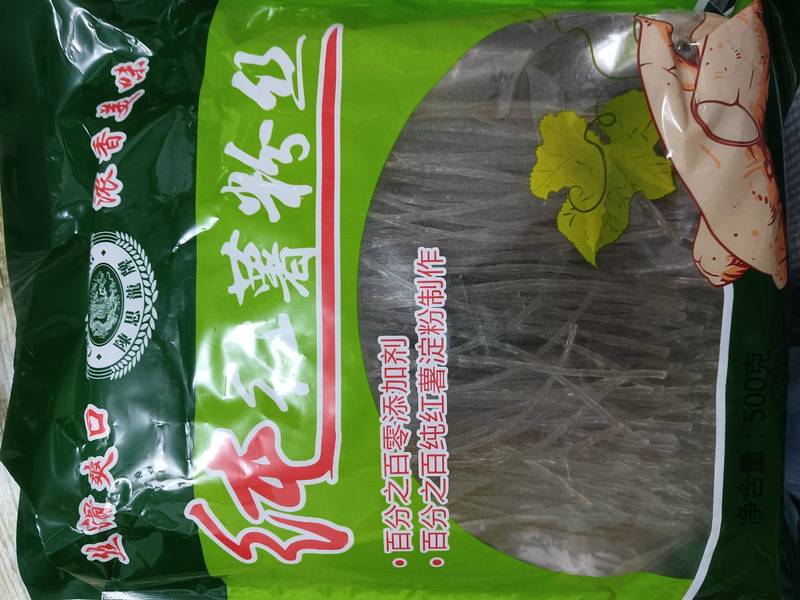 丝滑爽口
浓香美味
纯红薯粉丝
• 百分之百零添加剂
• 百分之百纯红薯淀粉制作
净含量：500克